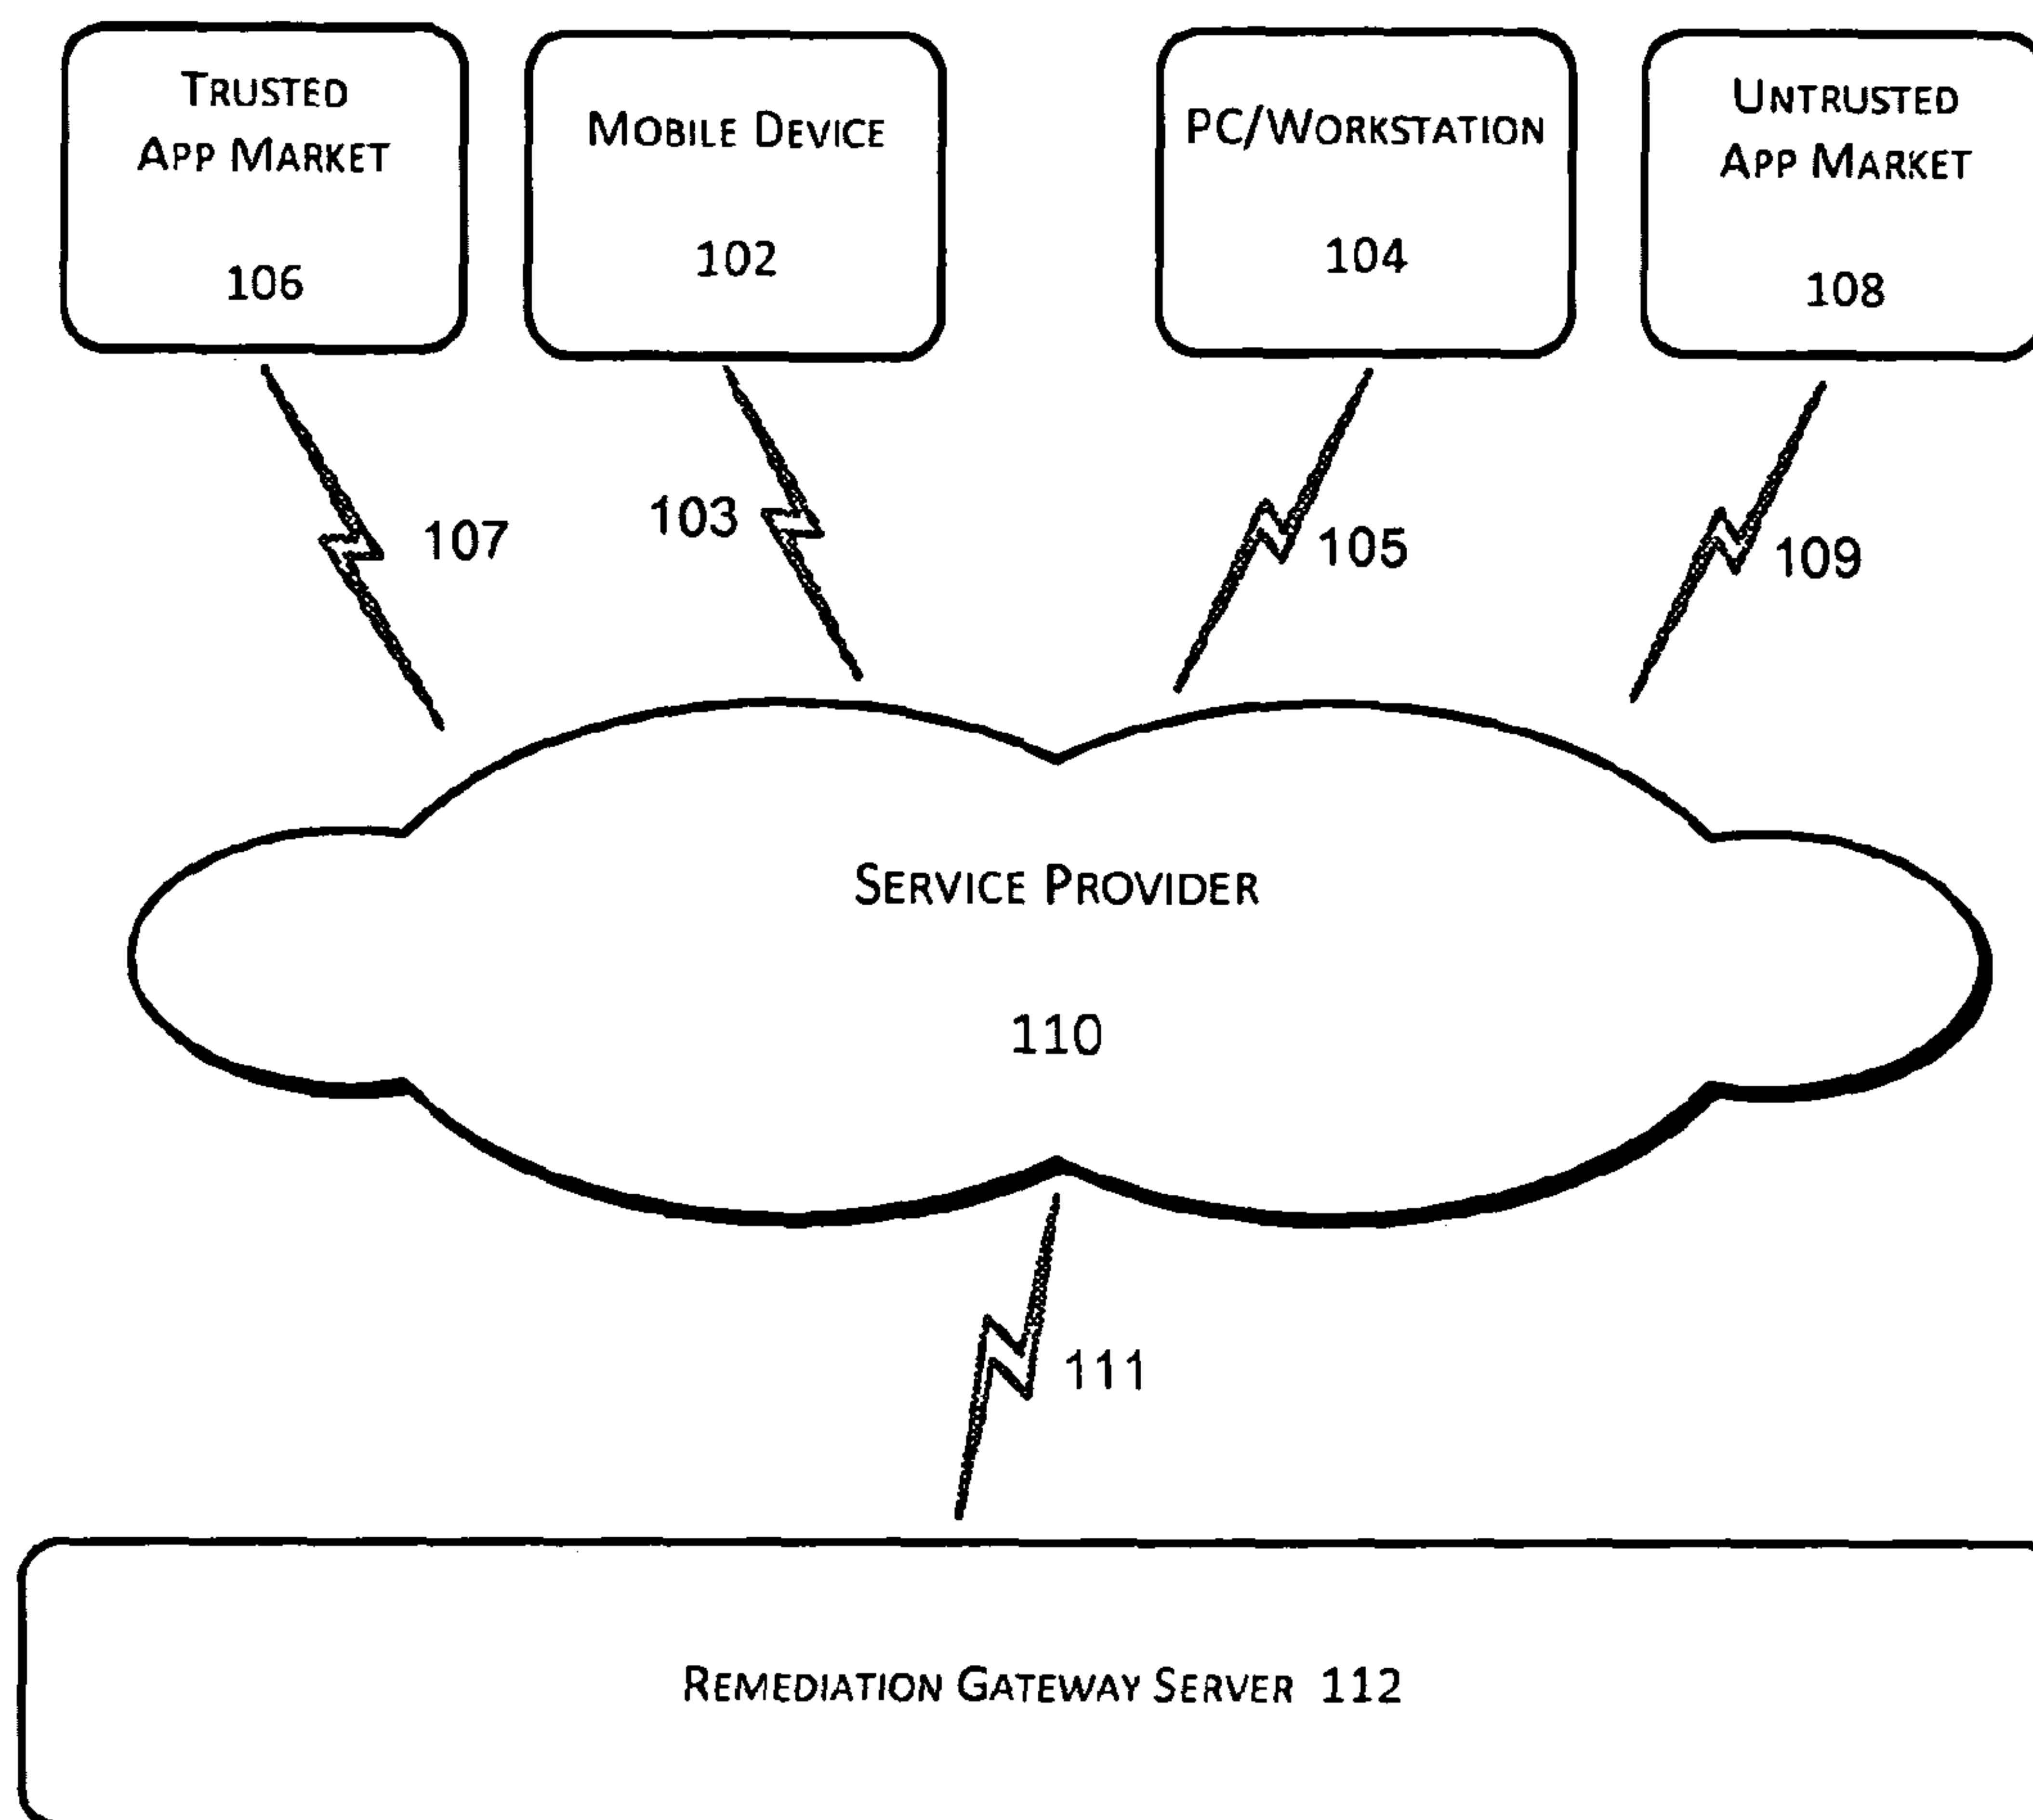 TRUSTED
APP MARKET
106
MOBILE DEVICE
102
PC/WORKSTATION
104
UNTRUSTED
APP MARKET
108
107
103
105
109
SERVICE PROVIDER
110
111
REMEDIATION GATEWAY SERVER 112